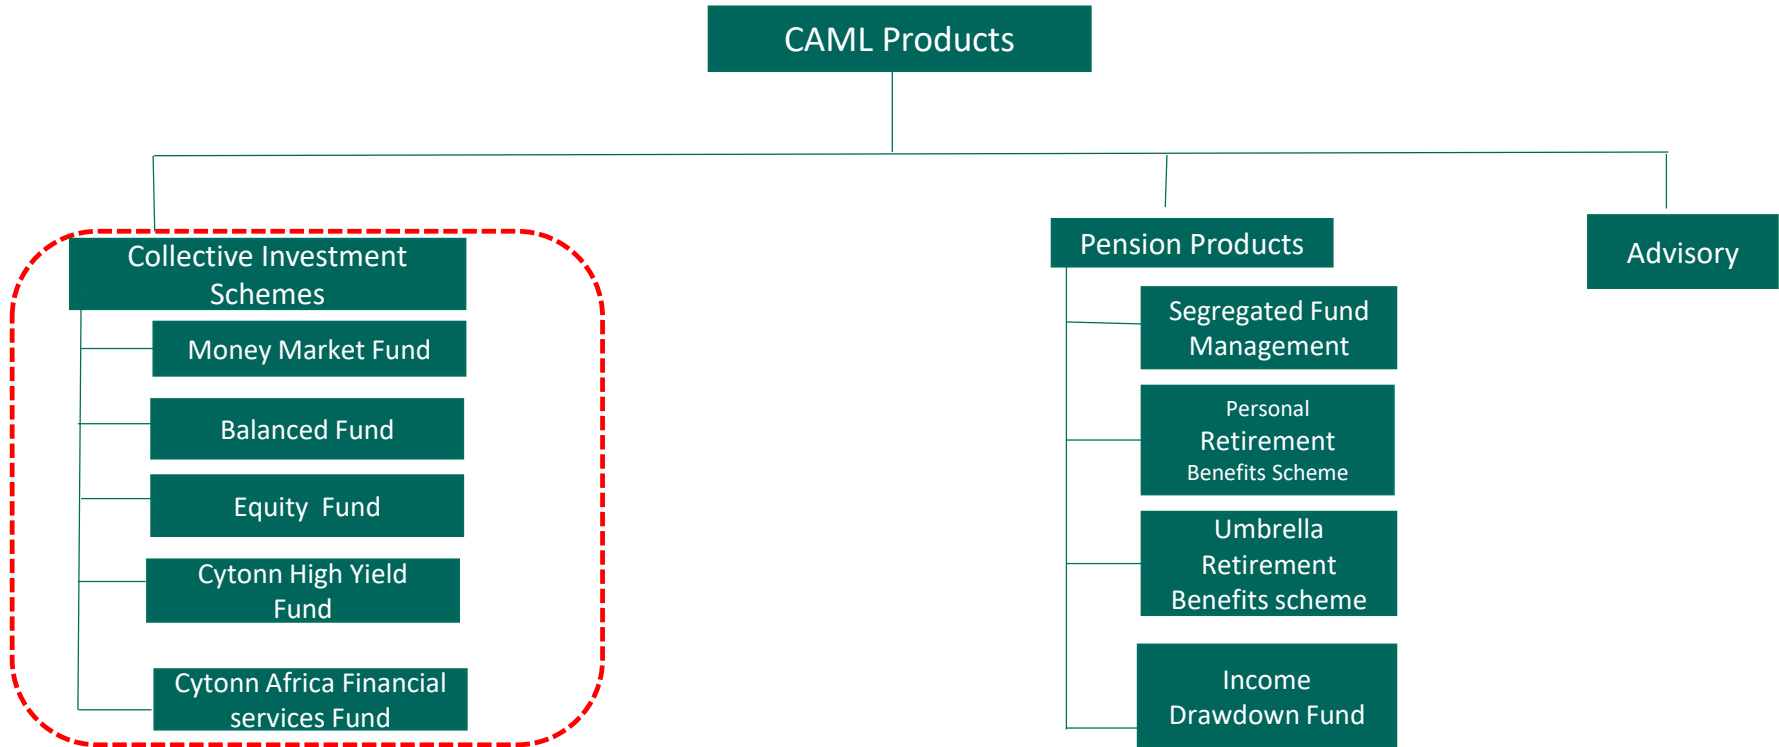 CAML Products
Collective Investment
Schemes
Money Market Fund
Balanced Fund
Equity  Fund
Cytonn High Yield
Fund
Cytonn Africa Financial
services Fund
Pension Products
Segregated Fund
Management
Personal
Retirement
Benefits Scheme
Umbrella
Retirement
Benefits scheme
Income
Drawdown Fund
Advisory